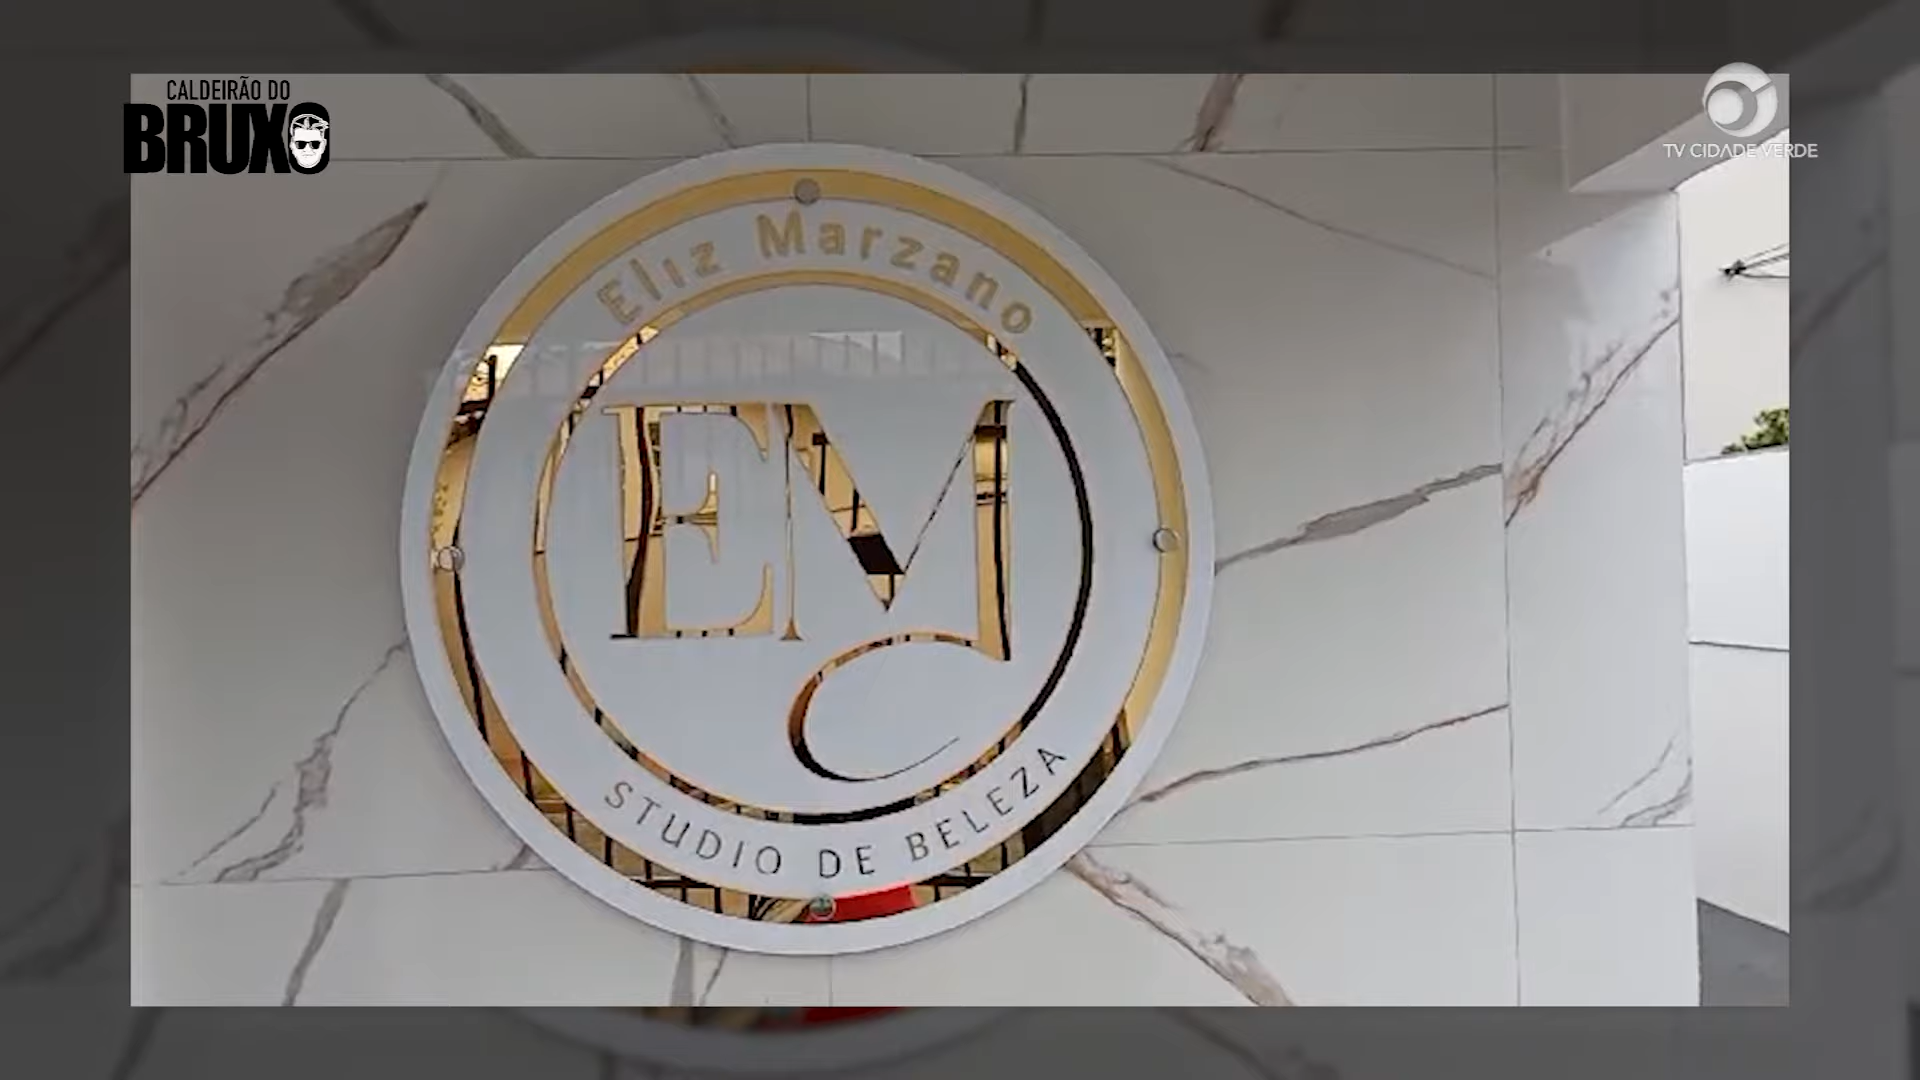 CALDEIRÃO DO
BRUXO
TV CIDADE VERDE
Eliz Marzano
EM
STUDIO DE BELEZA